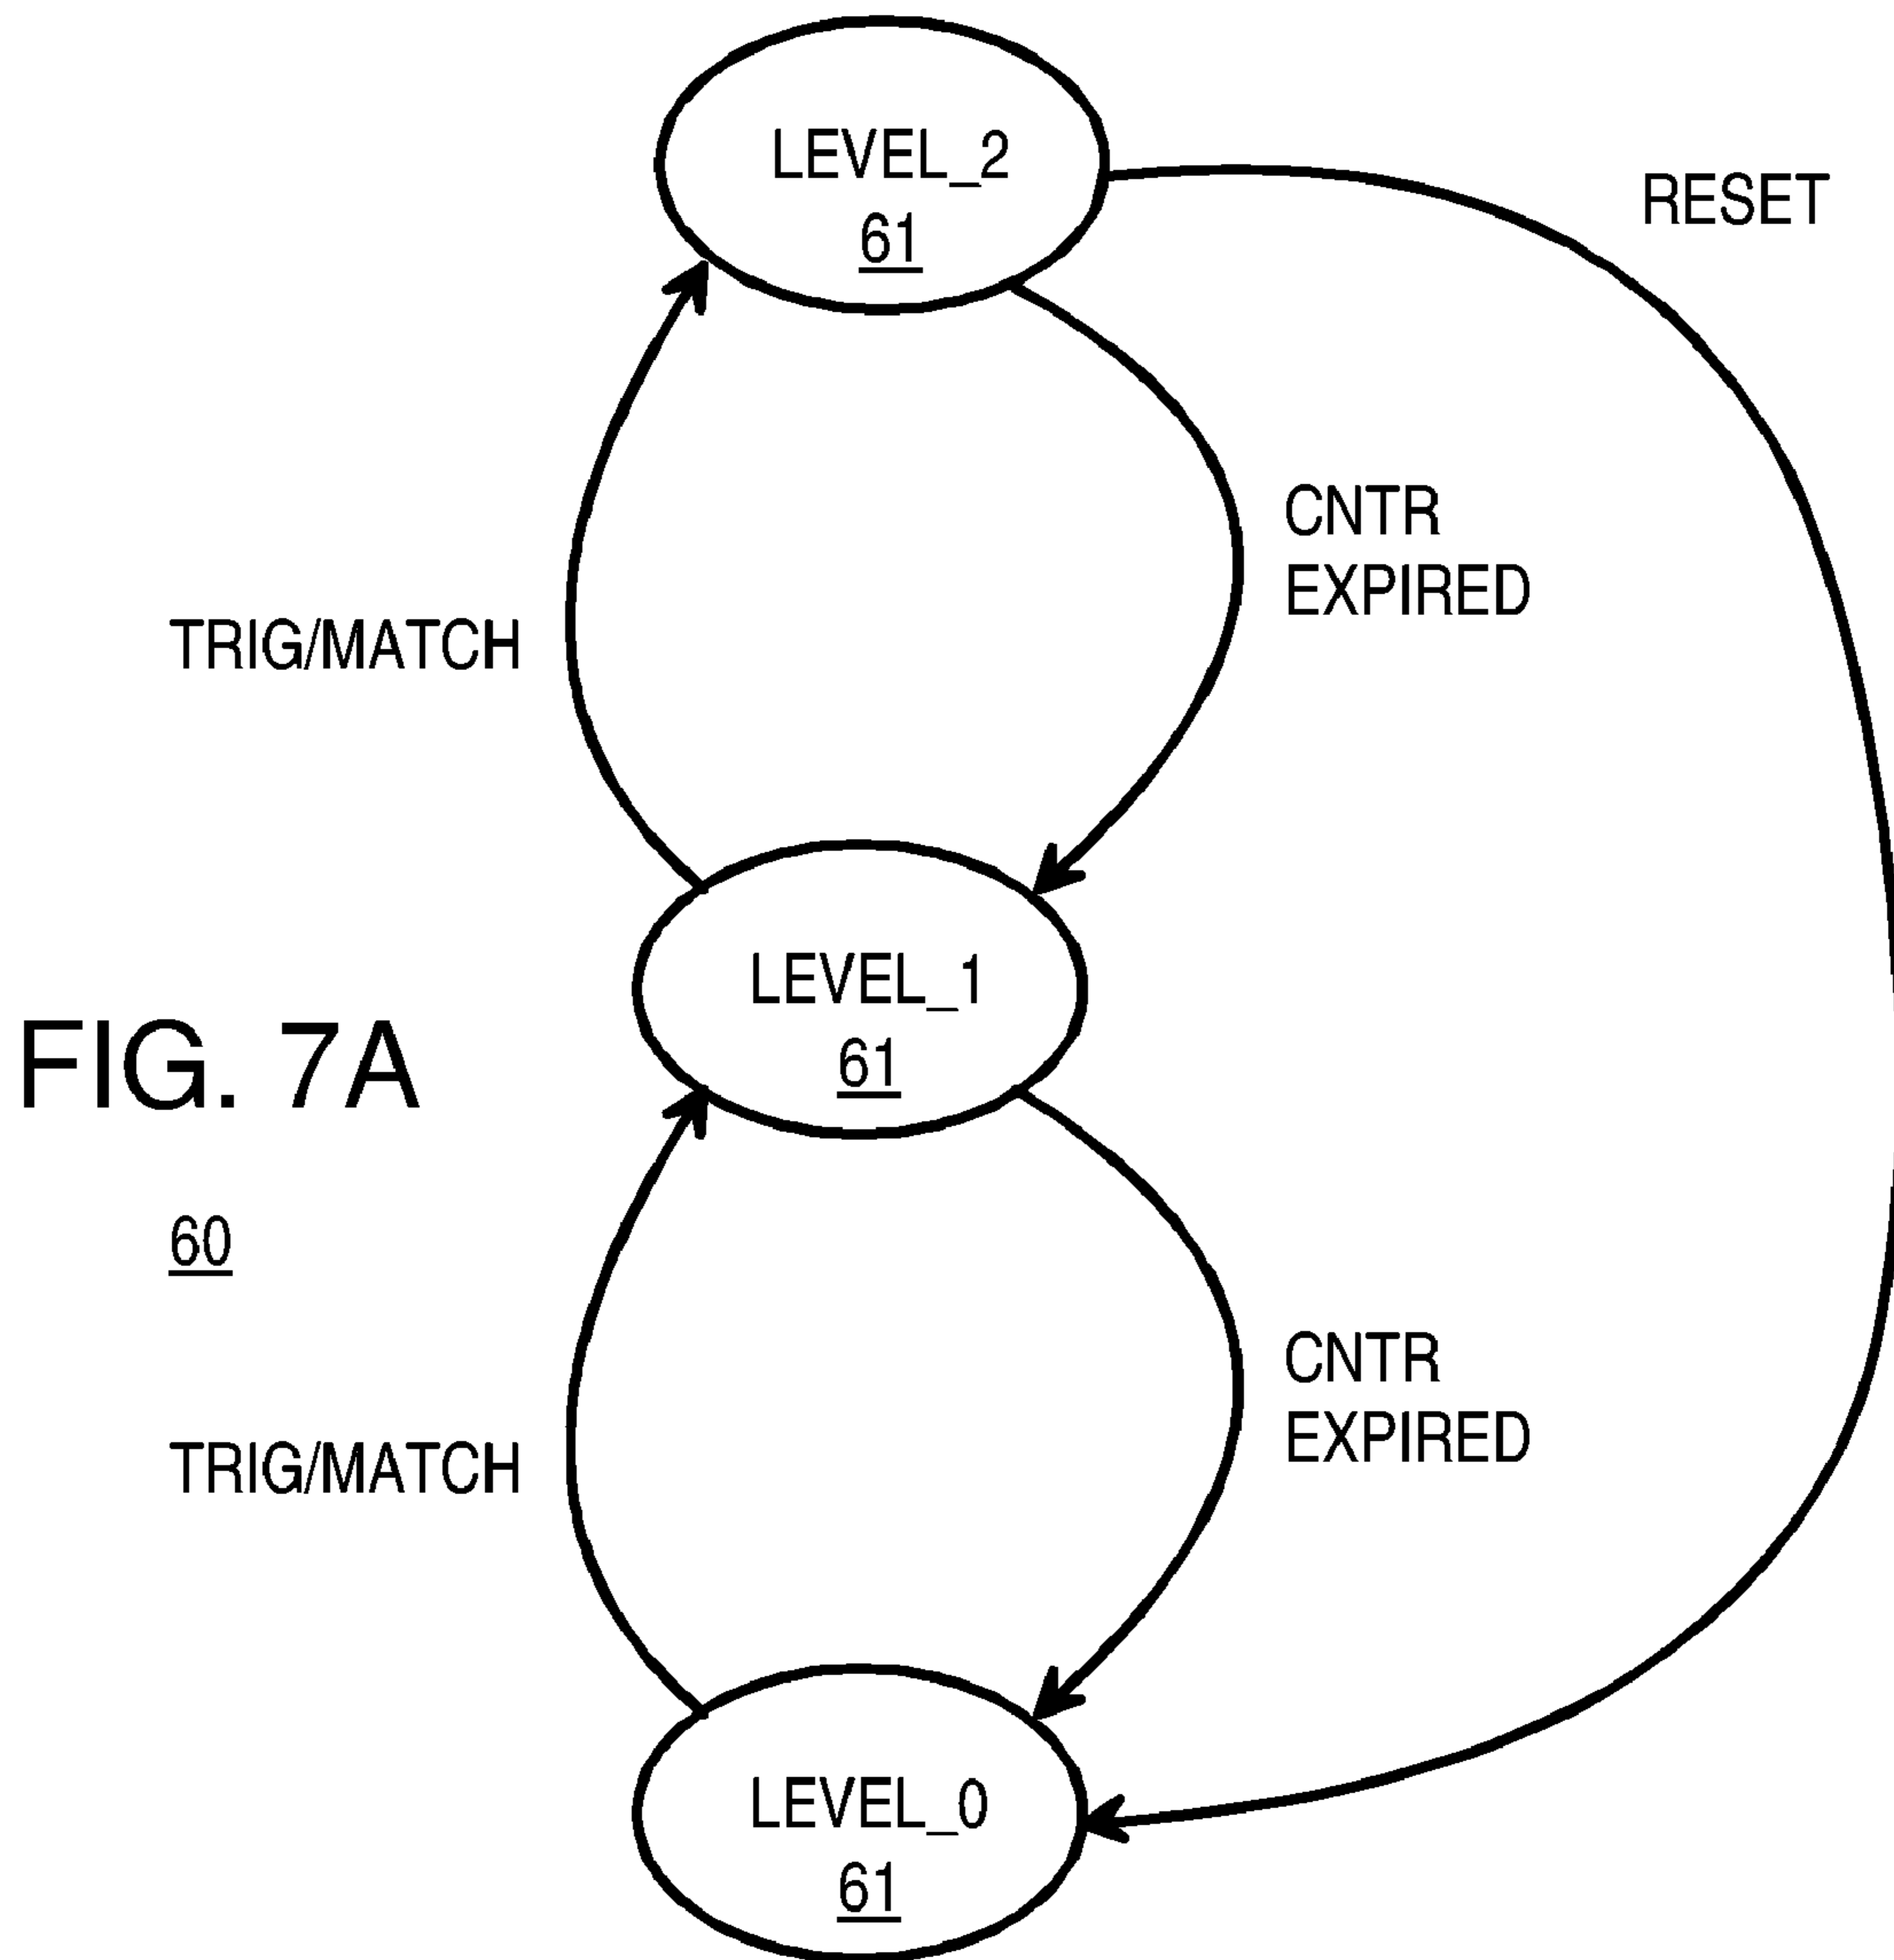 LEVEL_2
61
RESET
CNTR
EXPIRED
TRIG/MATCH
LEVEL_1
61
FIG. 7A
60
CNTR
EXPIRED
TRIG/MATCH
LEVEL_0
61